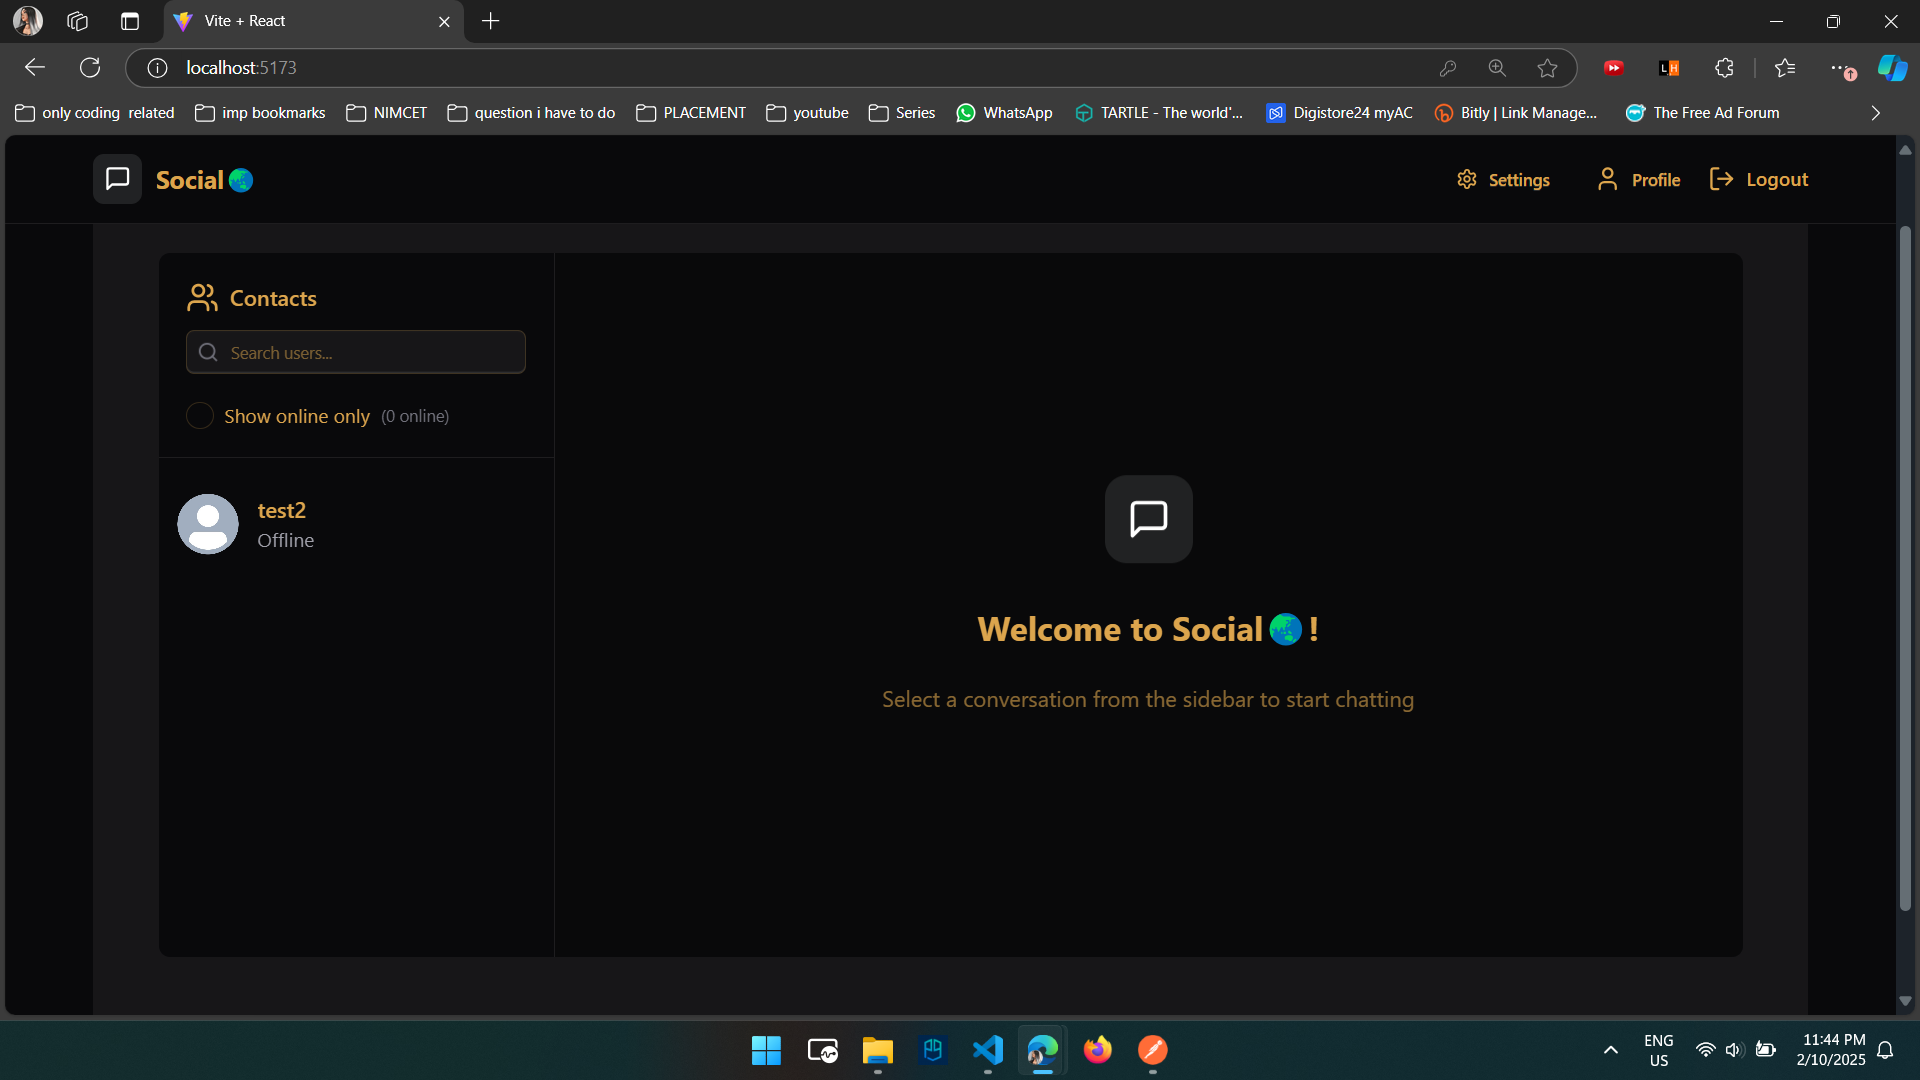 Vite + React
localhost:5173
only coding related
imp bookmarks
NIMCET
question i have to do
PLACEMENT
youtube
Series
WhatsApp
TARTLE - The world'...
Digistore24 myAC
Bitly | Link Manage...
The Free Ad Forum
LH
Social🌏
Settings
Profile
Logout
Contacts
Search users...
Show online only (0 online)
test2
Offline
Welcome to Social🌏!
Select a conversation from the sidebar to start chatting
ENG
US
11:44 PM
2/10/2025